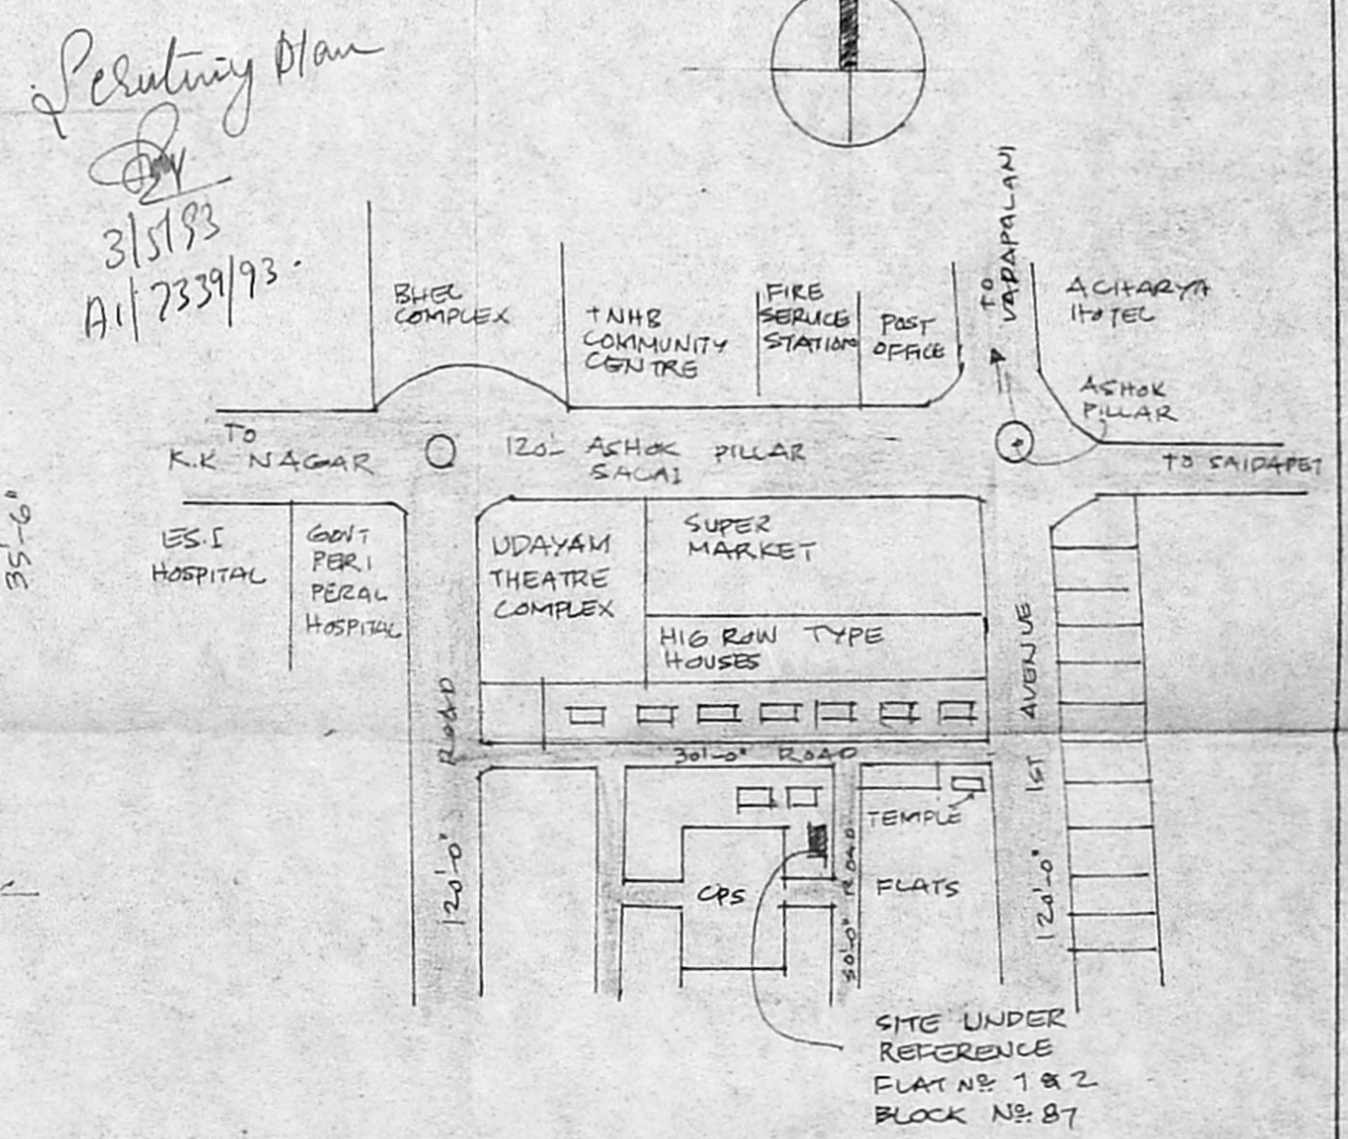 Scrutiny Plan
3/5/93
A1/7339/93.
35'-6"
BHEL
COMPLEX
TNHB
COMMUNITY
CENTRE
FIRE
SERVICE
STATION
POST
OFFICE
TO
VADAPALANI
ACHARYA
HOTEL
ASHOK
PILLAR
TO
K.K NAGAR
120'- ASHOK PILLAR
SALAI
TO SAIDAPET
ES.I
HOSPITAL
GOVT
PERI
PERAL
HOSPITAL
UDAYAM
THEATRE
COMPLEX
SUPER
MARKET
HIG ROW TYPE
HOUSES
120'-0" ROAD
30'-0" ROAD
120'-0" 1ST AVENUE
TEMPLE
30'-0" ROAD
FLATS
OPS
SITE UNDER
REFERENCE
FLAT Nº 1 & 2
BLOCK Nº 87